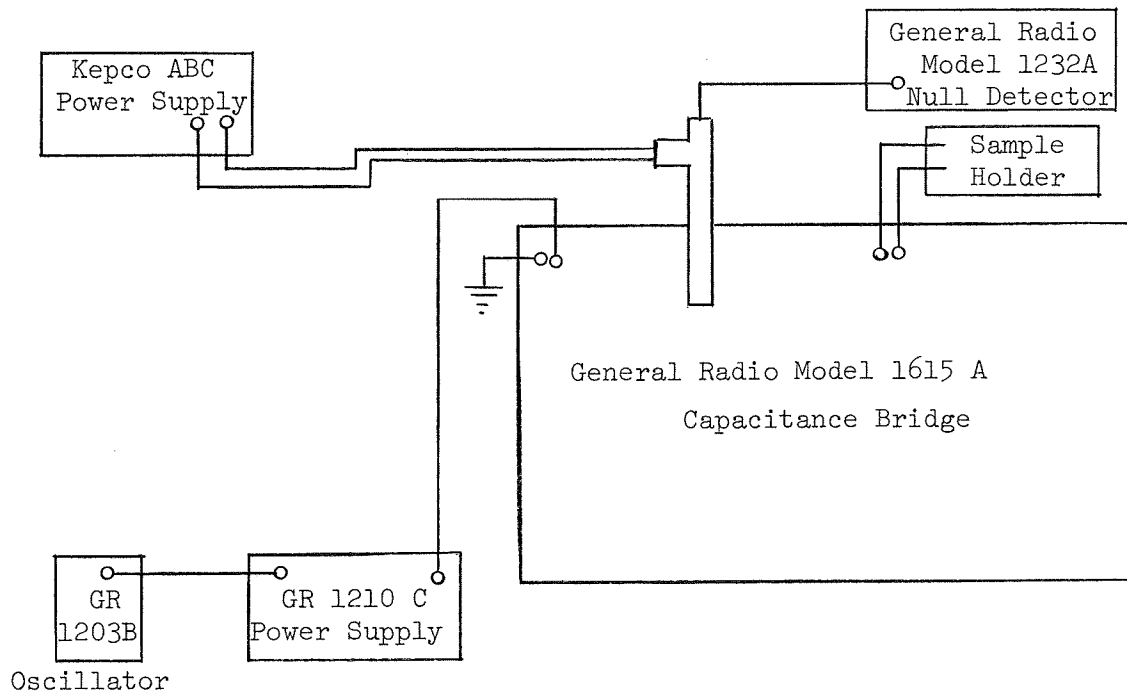 Kepco ABC
Power Supply
General Radio
Model 1232A
Null Detector
Sample
Holder
General Radio Model 1615 A
Capacitance Bridge
GR
1203B
Oscillator
GR 1210 C
Power Supply